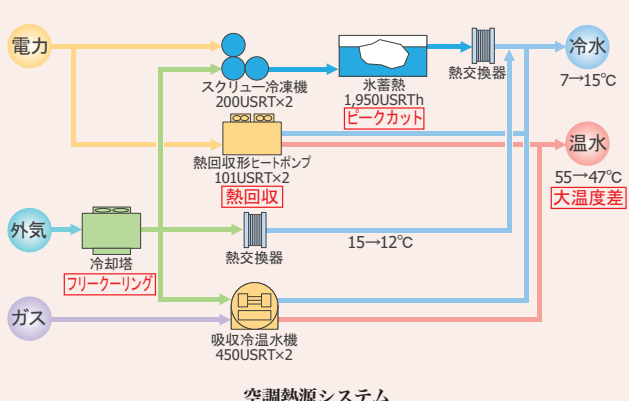 電力
スクリュー冷凍機
200USRT×2
氷蓄熱
1,950USRTh
ピークカット
熱交換器
冷水
7→15℃
熱回収形ヒートポンプ
101USRT×2
熱回収
温水
55→47℃
大温度差
外気
冷却塔
フリークーリング
熱交換器
15→12℃
ガス
吸収冷温水機
450USRT×2
空調熱源システム